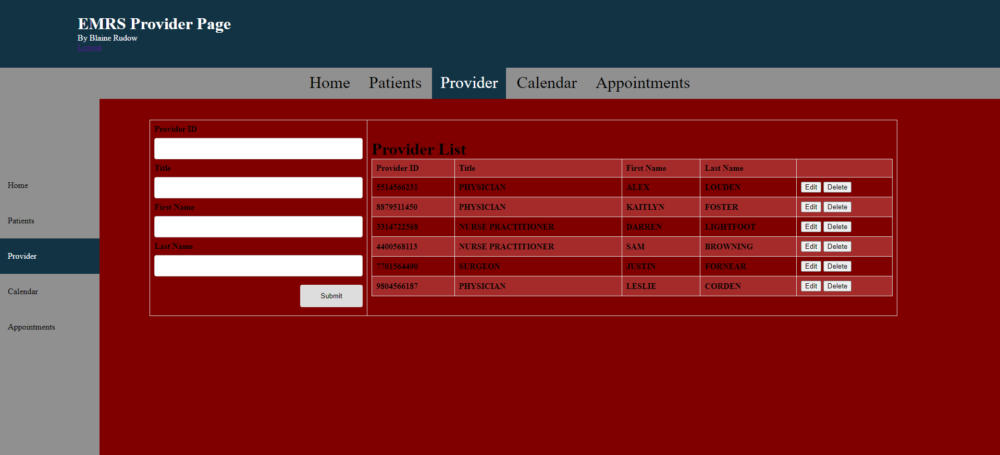 EMRS Provider Page
By Blaine Rudow
Logout
Home Patients Provider Calendar Appointments
Home
Patients
Provider
Calendar
Appointments
Provider ID
Title
First Name
Last Name
Submit
Provider List
Provider ID Title First Name Last Name
5514566231 PHYSICIAN ALEX LOUDEN Edit Delete
8879511450 PHYSICIAN KAITLYN FOSTER Edit Delete
3314722568 NURSE PRACTITIONER DARREN LIGHTFOOT Edit Delete
4400568113 NURSE PRACTITIONER SAM BROWNING Edit Delete
7701564490 SURGEON JUSTIN FORNEAR Edit Delete
9804566187 PHYSICIAN LESLIE CORDEN Edit Delete